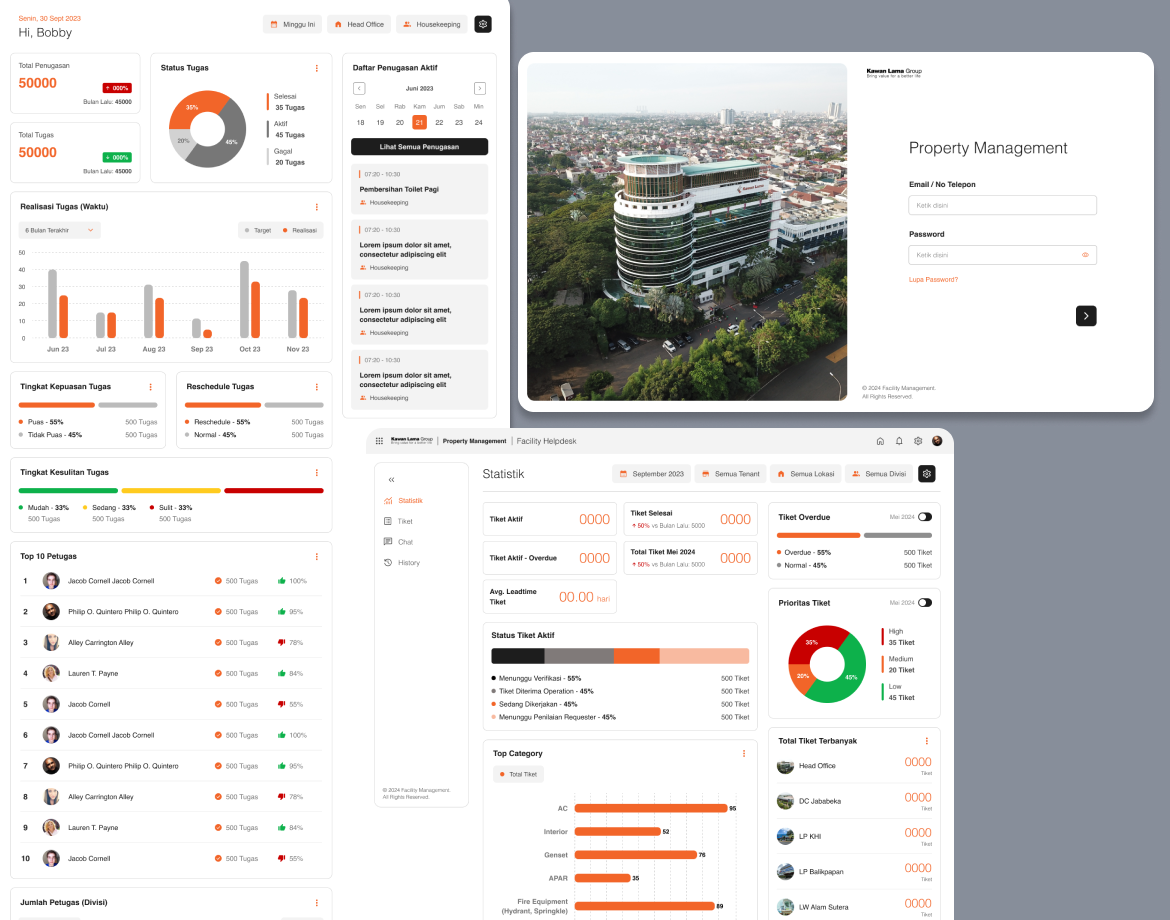 Senin, 30 Sept 2023
Hi, Bobby
Minggu Ini
Head Office
Housekeeping
Total Penugasan
50000
000%
Bulan Lalu: 45000
Total Tugas
50000
000%
Bulan Lalu: 45000
Status Tugas
35%
20%
45%
Selesai
35 Tugas
Aktif
45 Tugas
Gagal
20 Tugas
Realisasi Tugas (Waktu)
6 Bulan Terakhir
Target
Realisasi
50
40
30
20
10
0
Jun 23
Jul 23
Aug 23
Sep 23
Oct 23
Nov 23
Tingkat Kepuasan Tugas
Puas - 55%
500 Tugas
Tidak Puas - 45%
500 Tugas
Reschedule Tugas
Reschedule - 55%
500 Tugas
Normal - 45%
500 Tugas
Tingkat Kesulitan Tugas
Mudah - 33%
500 Tugas
Sedang - 33%
500 Tugas
Sulit - 33%
500 Tugas
Top 10 Petugas
1 Jacob Cornell Jacob Cornell 500 Tugas 100%
2 Philip O. Quintero Philip O. Quintero 500 Tugas 95%
3 Alley Carrington Alley 500 Tugas 78%
4 Lauren T. Payne 500 Tugas 84%
5 Jacob Cornell 500 Tugas 55%
6 Jacob Cornell Jacob Cornell 500 Tugas 100%
7 Philip O. Quintero Philip O. Quintero 500 Tugas 95%
8 Alley Carrington Alley 500 Tugas 78%
9 Lauren T. Payne 500 Tugas 84%
10 Jacob Cornell 500 Tugas 55%
Jumlah Petugas (Divisi)
Daftar Penugasan Aktif
Juni 2023
Sen Sel Rab Kam Jum Sab Min
18 19 20 21 22 23 24
Lihat Semua Penugasan
07:20 - 10:30
Pembersihan Toilet Pagi
Housekeeping
07:20 - 10:30
Lorem ipsum dolor sit amet,
consectetur adipiscing elit
Housekeeping
07:20 - 10:30
Lorem ipsum dolor sit amet,
consectetur adipiscing elit
Housekeeping
07:20 - 10:30
Lorem ipsum dolor sit amet,
consectetur adipiscing elit
Housekeeping
Kawan Lama
Kawan Lama Group
Bring value for a better life
Property Management
Email / No Telepon
Ketik disini
Password
Ketik disini
Lupa Password?
© 2024 Facility Management.
All Rights Reserved.
Kawan Lama Group
Bring value for a better life
Property Management
Facility Helpdesk
Statistik
Tiket
Chat
History
© 2024 Facility Management.
All Rights Reserved.
Statistik
September 2023
Semua Tenant
Semua Lokasi
Semua Divisi
Tiket Aktif
0000
Tiket Selesai
50% vs Bulan Lalu: 5000
0000
Tiket Aktif - Overdue
0000
Total Tiket Mei 2024
50% vs Bulan Lalu: 5000
0000
Avg. Leadtime
Tiket
00.00 hari
Status Tiket Aktif
Menunggu Verifikasi - 55%
500 Tiket
Tiket Diterima Operation - 45%
500 Tiket
Sedang Dikerjakan - 45%
500 Tiket
Menunggu Penilaian Requester - 45%
500 Tiket
Top Category
Total Tiket
AC 95
Interior 52
Genset 76
APAR 35
Fire Equipment
(Hydrant, Springkle) 89
Tiket Overdue
Mei 2024
Overdue - 55%
500 Tiket
Normal - 45%
500 Tiket
Prioritas Tiket
Mei 2024
35%
20%
45%
High
35 Tiket
Medium
20 Tiket
Low
45 Tiket
Total Tiket Terbanyak
Head Office
0000
Tiket
DC Jababeka
0000
Tiket
LP KHI
0000
Tiket
LP Balikpapan
0000
Tiket
LW Alam Sutera
0000
Tiket